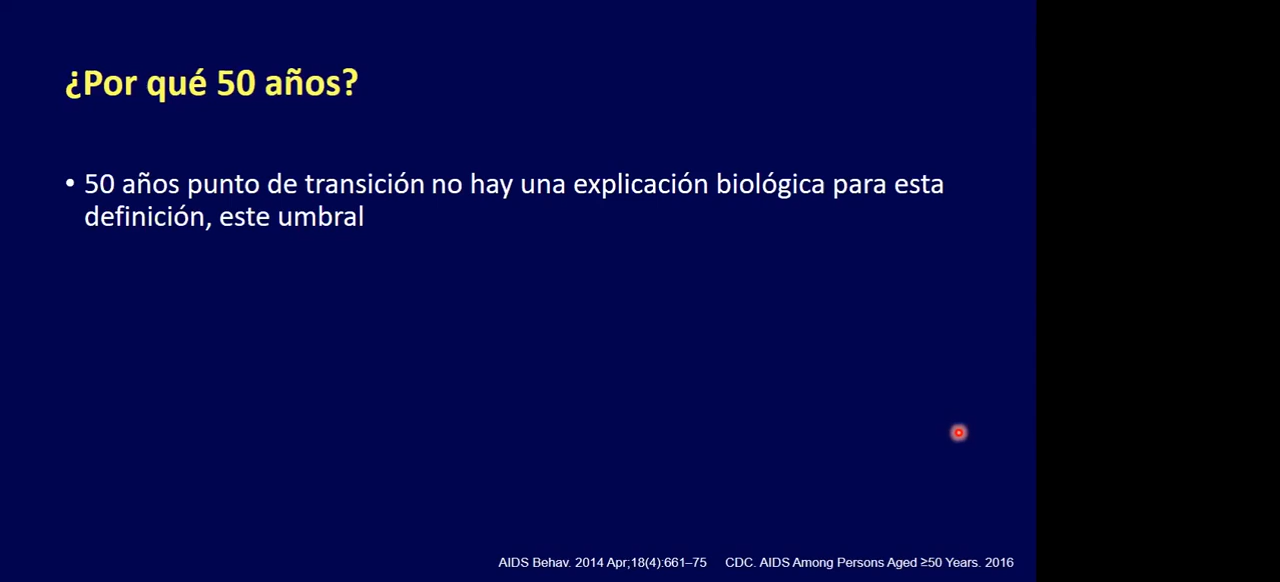 ¿Por qué 50 años?
• 50 años punto de transición no hay una explicación biológica para esta
definición, este umbral
AIDS Behav. 2014 Apr;18(4):661–75 CDC. AIDS Among Persons Aged ≥50 Years. 2016